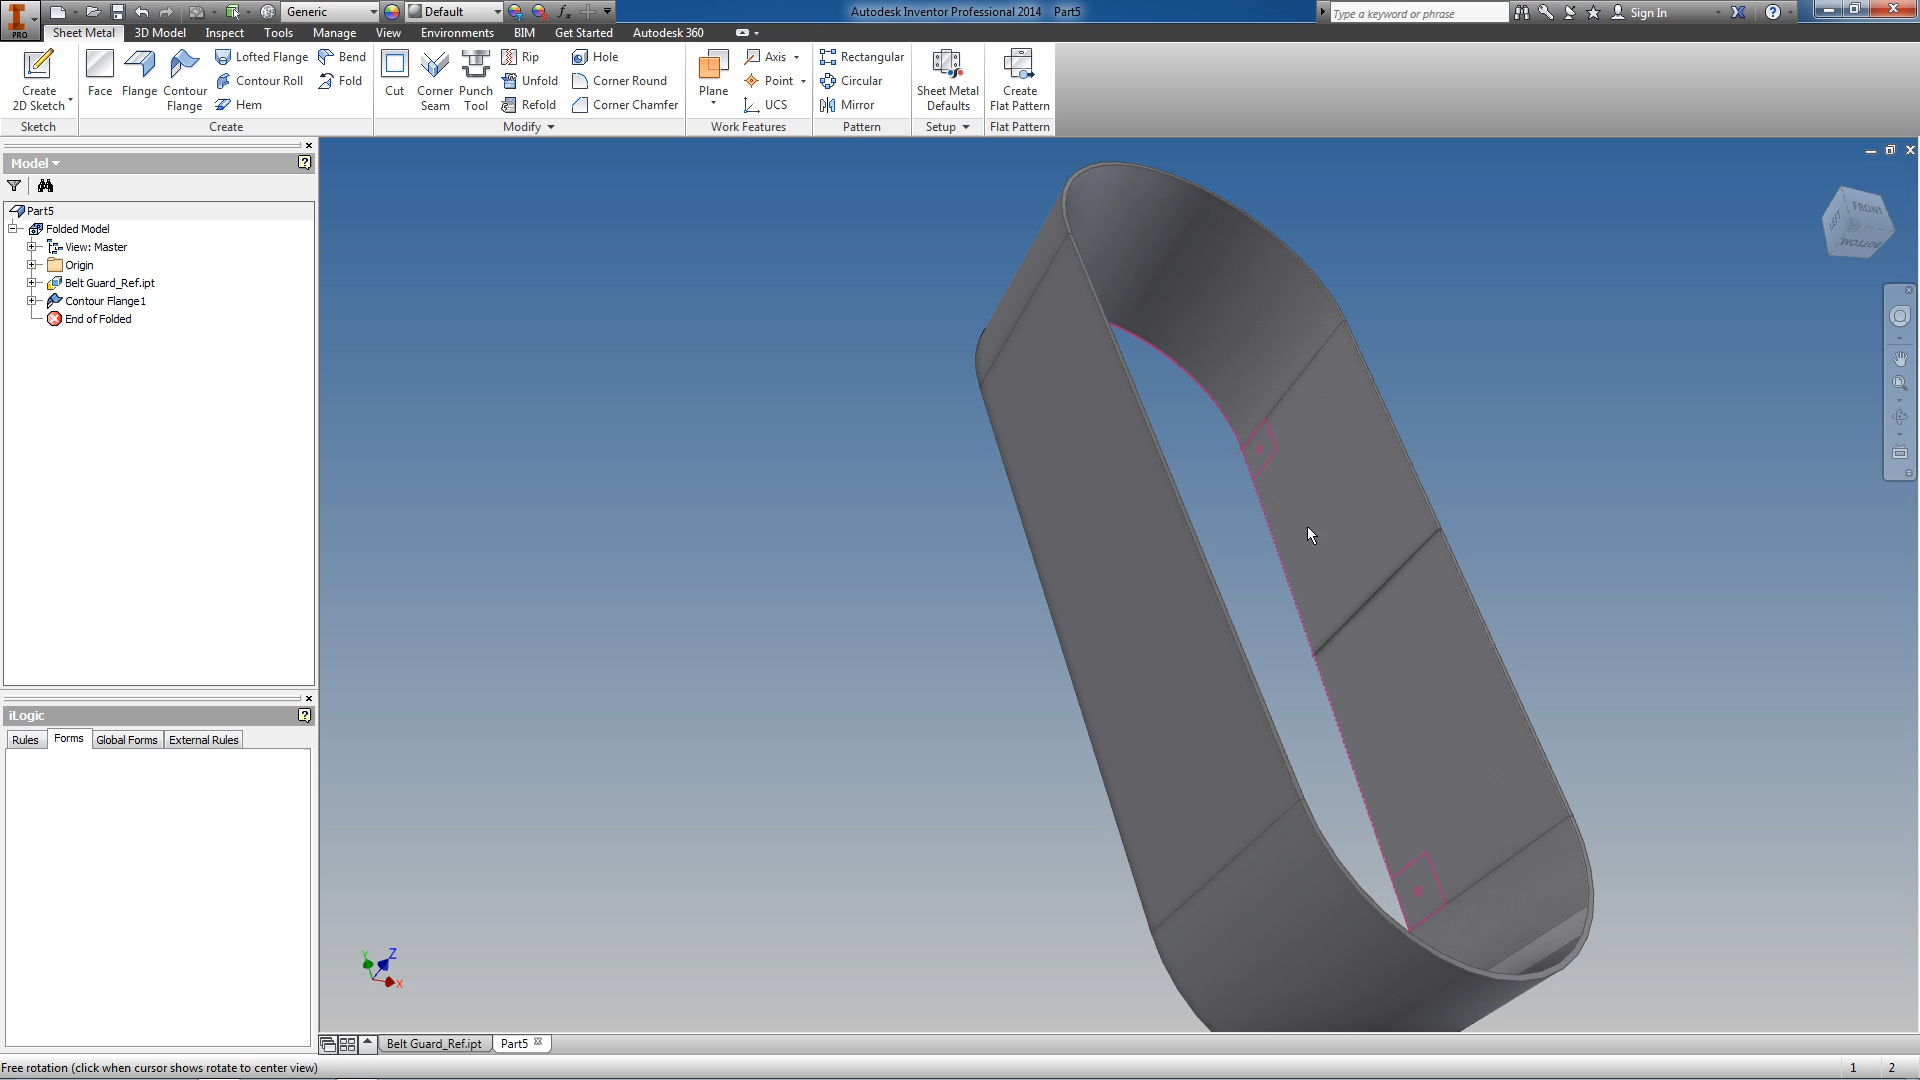 Generic
Default
Autodesk Inventor Professional 2014 Part5
Type a keyword or phrase
Sign In
PRO
Sheet Metal 3D Model Inspect Tools Manage View Environments BIM Get Started Autodesk 360
Create
2D Sketch
Sketch
Face
Flange
Contour
Flange
Lofted Flange
Contour Roll
Hem
Bend
Fold
Create
Cut
Corner
Seam
Punch
Tool
Rip
Unfold
Refold
Hole
Corner Round
Corner Chamfer
Modify
Plane
Axis
Point
UCS
Work Features
Rectangular
Circular
Mirror
Pattern
Sheet Metal
Defaults
Setup
Create
Flat Pattern
Flat Pattern
Model
Part5
Folded Model
View: Master
Origin
Belt Guard_Ref.ipt
Contour Flange1
End of Folded
iLogic
Rules Forms Global Forms External Rules
LEFT FRONT
BOTTOM
Y Z
X
Belt Guard_Ref.ipt Part5
Free rotation (click when cursor shows rotate to center view)
1 2